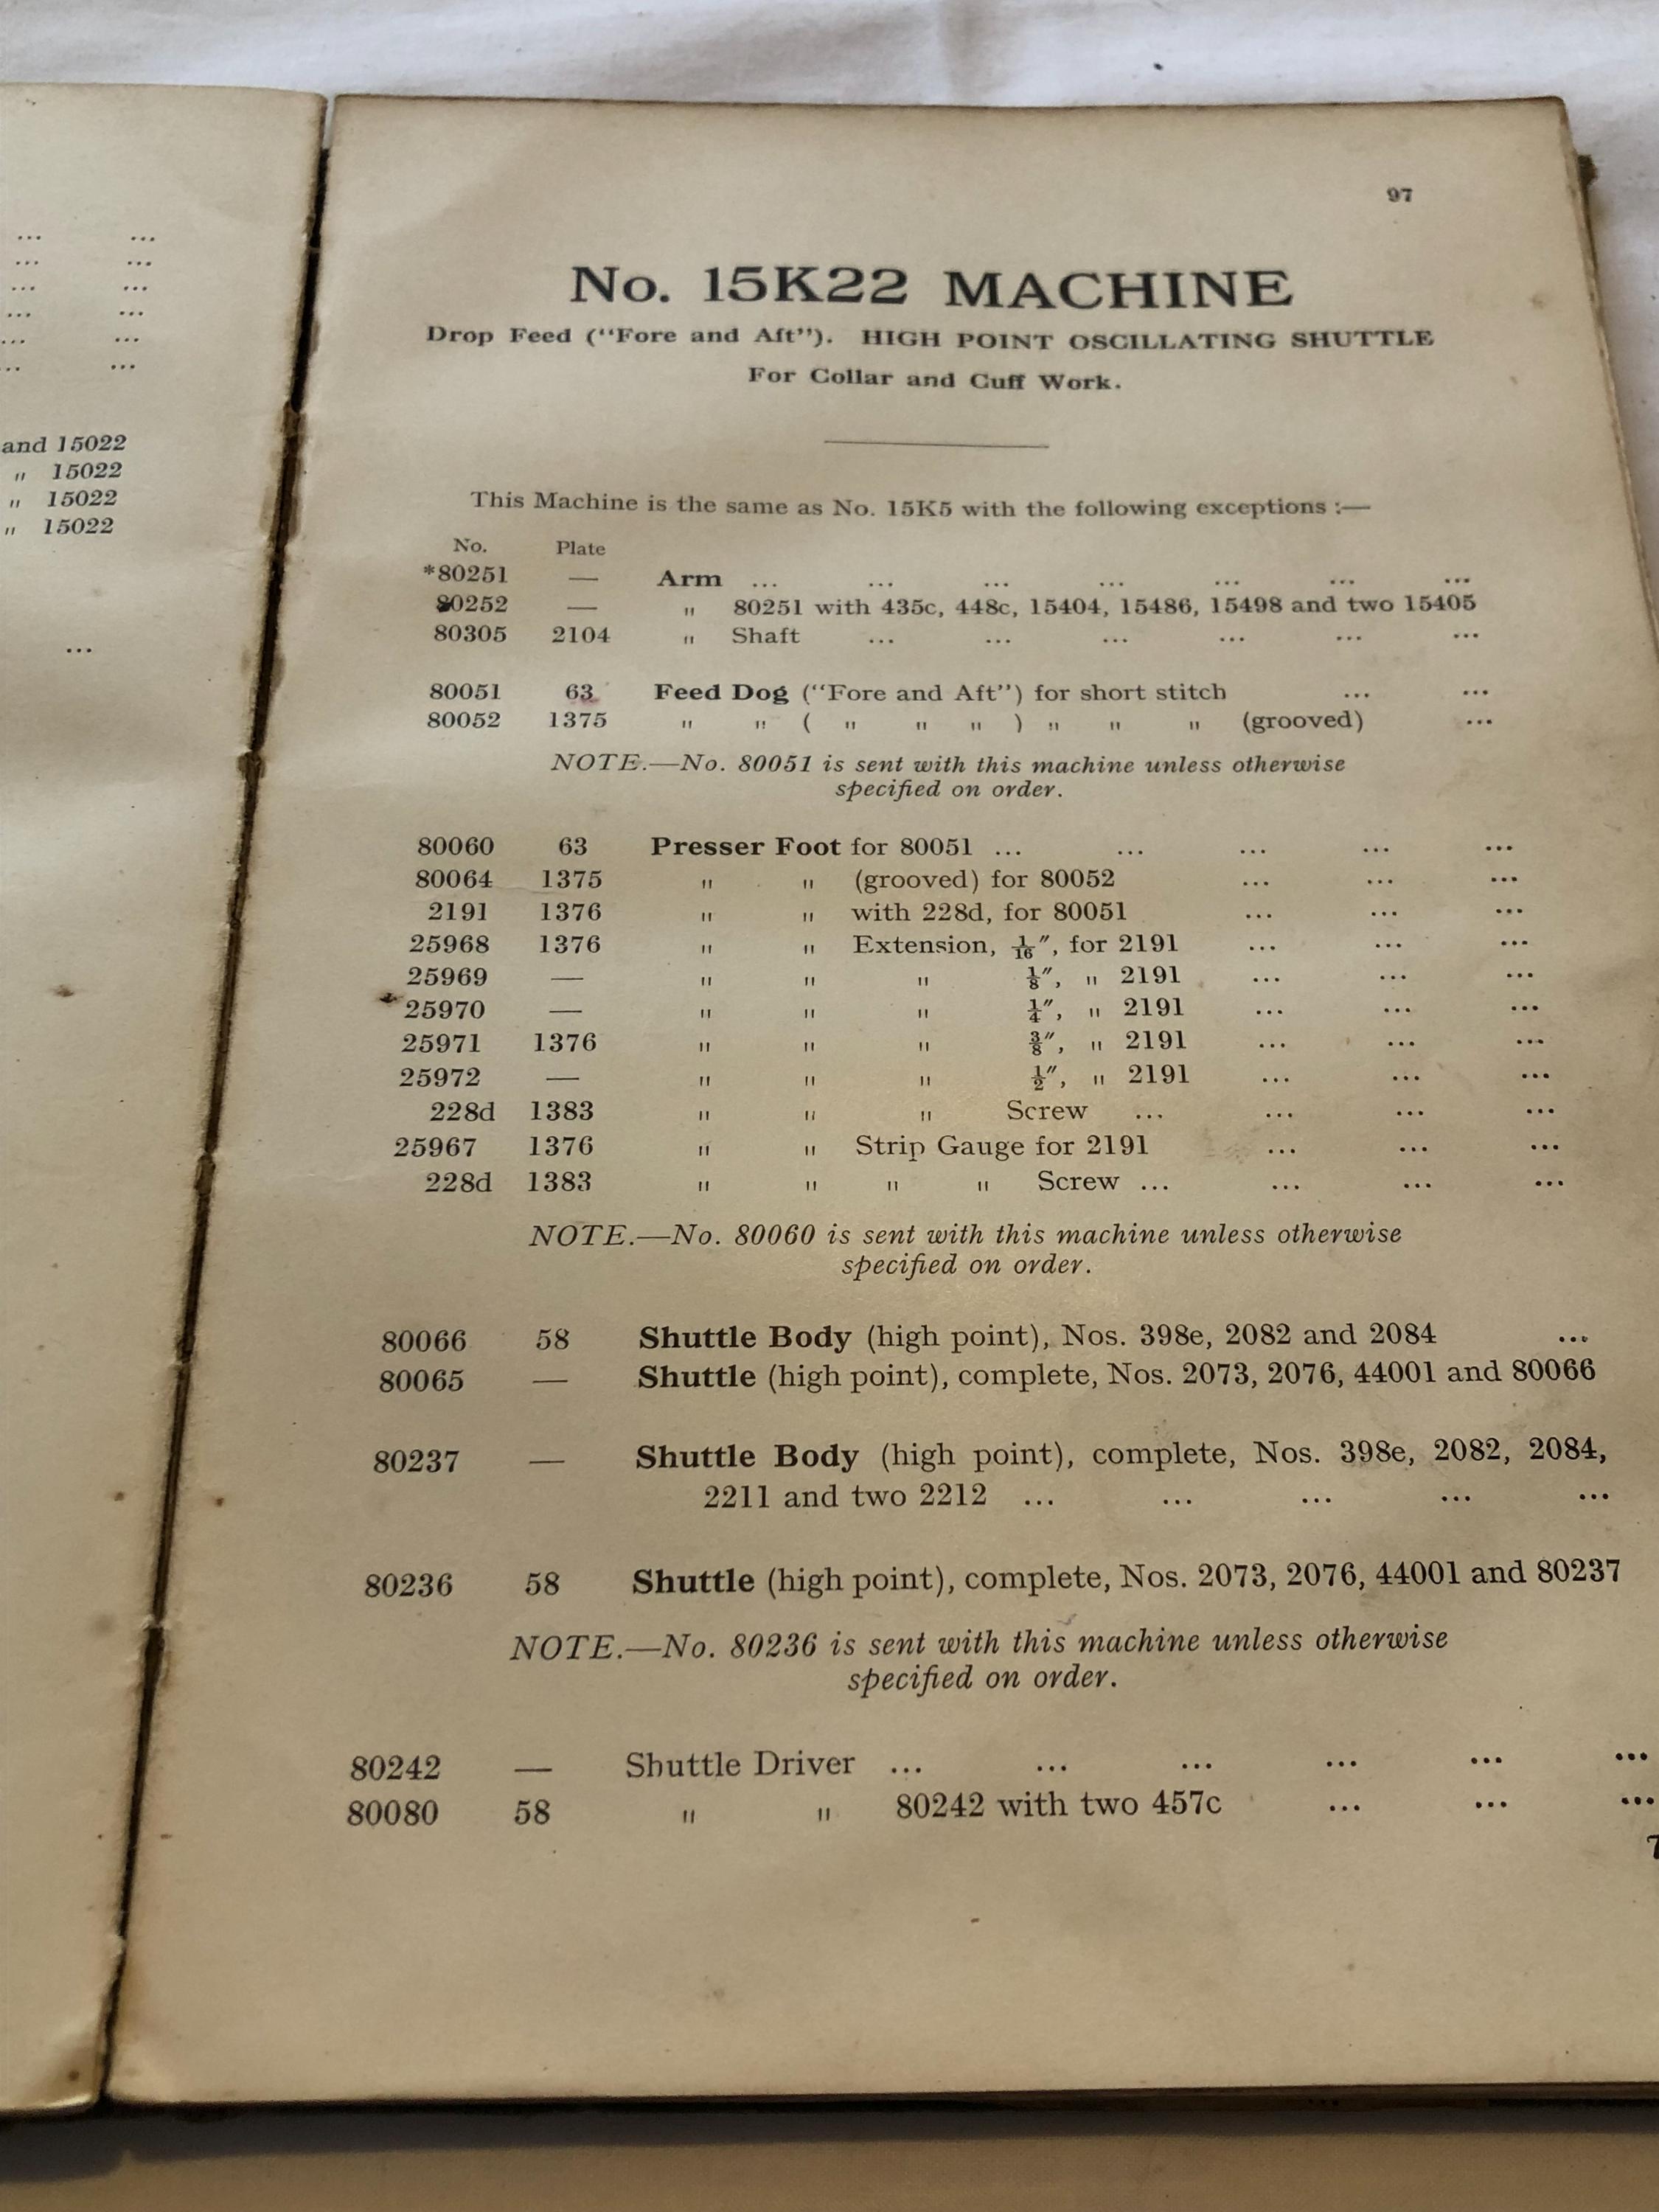 ... ...
... ...
... ...
... ...
... ...
... ...
and 15022
" 15022
" 15022
" 15022
...
97
No. 15K22 MACHINE
Drop Feed ("Fore and Aft"). HIGH POINT OSCILLATING SHUTTLE
For Collar and Cuff Work.
This Machine is the same as No. 15K5 with the following exceptions :—
No. Plate
*80251 — Arm ... ... ... ... ... ... ...
80252 — " 80251 with 435c, 448c, 15404, 15486, 15498 and two 15405
80305 2104 " Shaft ... ... ... ... ... ...
80051 63 Feed Dog ("Fore and Aft") for short stitch ... ...
80052 1375 " " ( " " " ) " " " (grooved) ...
NOTE.—No. 80051 is sent with this machine unless otherwise
specified on order.
80060 63 Presser Foot for 80051 ... ... ... ... ...
80064 1375 " " (grooved) for 80052 ... ... ...
2191 1376 " " with 228d, for 80051 ... ... ...
25968 1376 " " Extension, 1/16", for 2191 ... ... ...
25969 — " " " 1/8", " 2191 ... ... ...
25970 — " " " 1/4", " 2191 ... ... ...
25971 1376 " " " 3/8", " 2191 ... ... ...
25972 — " " " 1/2", " 2191 ... ... ...
228d 1383 " " " Screw ... ... ... ...
25967 1376 " " Strip Gauge for 2191 ... ... ...
228d 1383 " " " " Screw ... ... ... ...
NOTE.—No. 80060 is sent with this machine unless otherwise
specified on order.
80066 58 Shuttle Body (high point), Nos. 398e, 2082 and 2084 ...
80065 — Shuttle (high point), complete, Nos. 2073, 2076, 44001 and 80066
80237 — Shuttle Body (high point), complete, Nos. 398e, 2082, 2084,
2211 and two 2212 ... ... ... ... ...
80236 58 Shuttle (high point), complete, Nos. 2073, 2076, 44001 and 80237
NOTE.—No. 80236 is sent with this machine unless otherwise
specified on order.
80242 — Shuttle Driver ... ... ... ... ... ...
80080 58 " " 80242 with two 457c ... ... ...
7